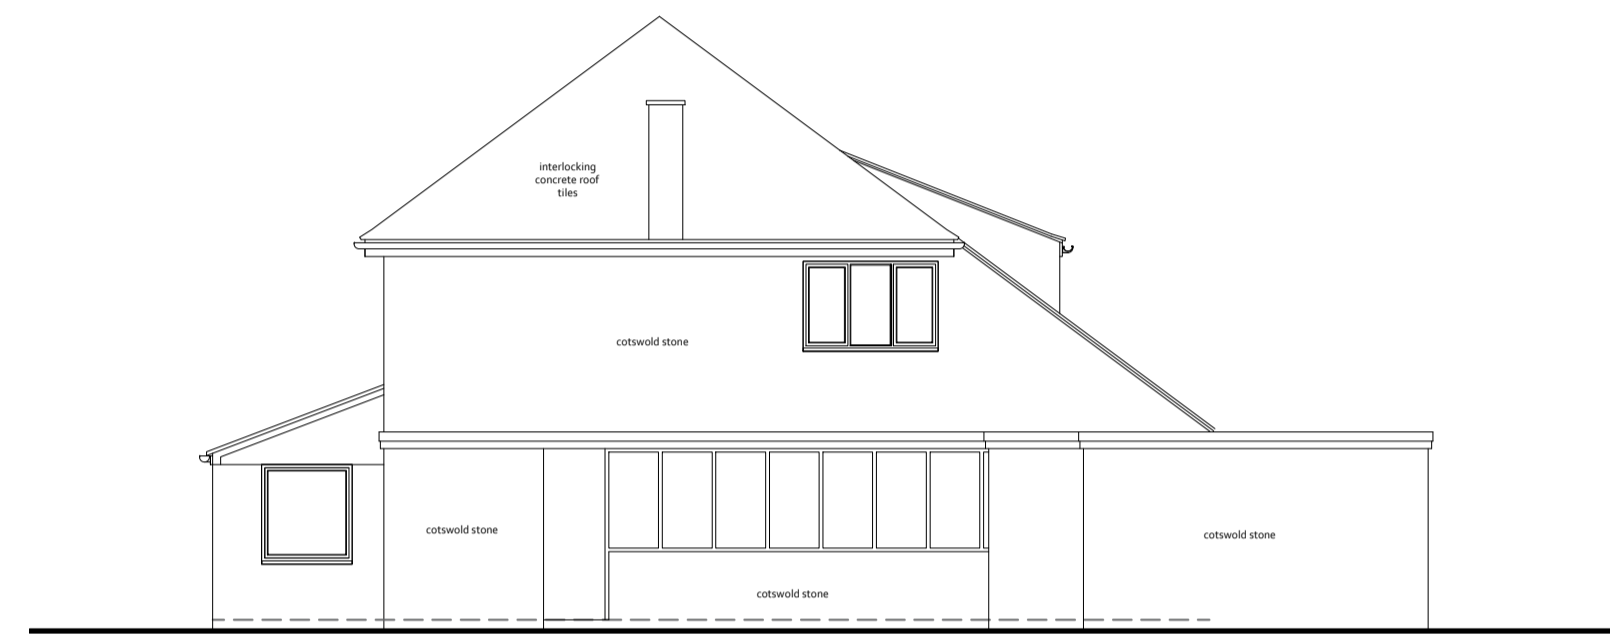 interlocking
concrete roof
tiles
cotswold stone
cotswold stone
cotswold stone
cotswold stone